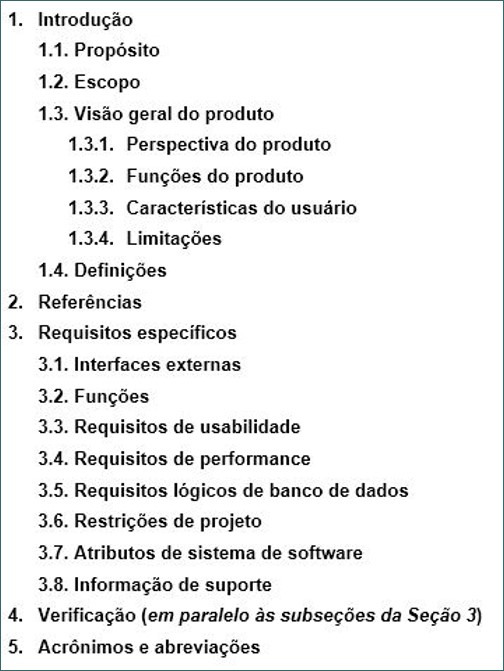 1. Introdução
1.1. Propósito
1.2. Escopo
1.3. Visão geral do produto
1.3.1. Perspectiva do produto
1.3.2. Funções do produto
1.3.3. Características do usuário
1.3.4. Limitações
1.4. Definições
2. Referências
3. Requisitos específicos
3.1. Interfaces externas
3.2. Funções
3.3. Requisitos de usabilidade
3.4. Requisitos de performance
3.5. Requisitos lógicos de banco de dados
3.6. Restrições de projeto
3.7. Atributos de sistema de software
3.8. Informação de suporte
4. Verificação (em paralelo às subseções da Seção 3)
5. Acrônimos e abreviações